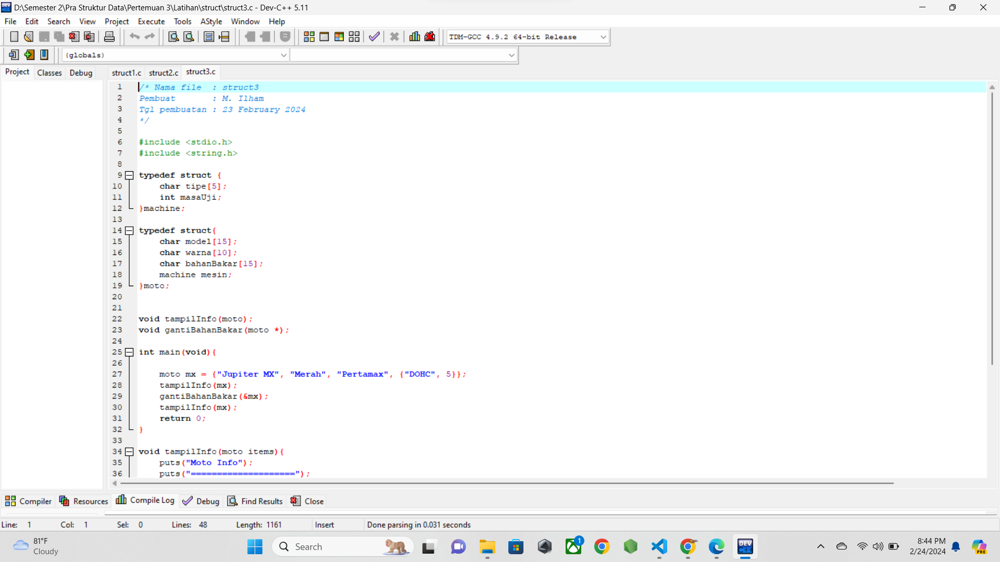 D:\Semester 2\Pra Struktur Data\Pertemuan 3\Latihan\struct\struct3.c - Dev-C++ 5.11
File Edit Search View Project Execute Tools AStyle Window Help
TDM-GCC 4.9.2 64-bit Release
(globals)
Project Classes Debug struct1.c struct2.c struct3.c
1 /* Nama file : struct3
2 Pembuat : M. Ilham
3 Tgl pembuatan : 23 February 2024
4 */
5
6 #include <stdio.h>
7 #include <string.h>
8
9 typedef struct {
10 char tipe[5];
11 int masaUji;
12 }machine;
13
14 typedef struct{
15 char model[15];
16 char warna[10];
17 char bahanBakar[15];
18 machine mesin;
19 }moto;
20
21
22 void tampilInfo(moto);
23 void gantiBahanBakar(moto *);
24
25 int main(void){
26
27 moto mx = {"Jupiter MX", "Merah", "Pertamax", {"DOHC", 5}};
28 tampilInfo(mx);
29 gantiBahanBakar(&mx);
30 tampilInfo(mx);
31 return 0;
32 }
33
34 void tampilInfo(moto items){
35 puts("Moto Info");
36 puts("====================");
Compiler Resources Compile Log Debug Find Results Close
Line: 1 Col: 1 Sel: 0 Lines: 48 Length: 1161 Insert Done parsing in 0.031 seconds
81°F
Cloudy
Search
1
DEV
C++
8:44 PM
2/24/2024
PRE